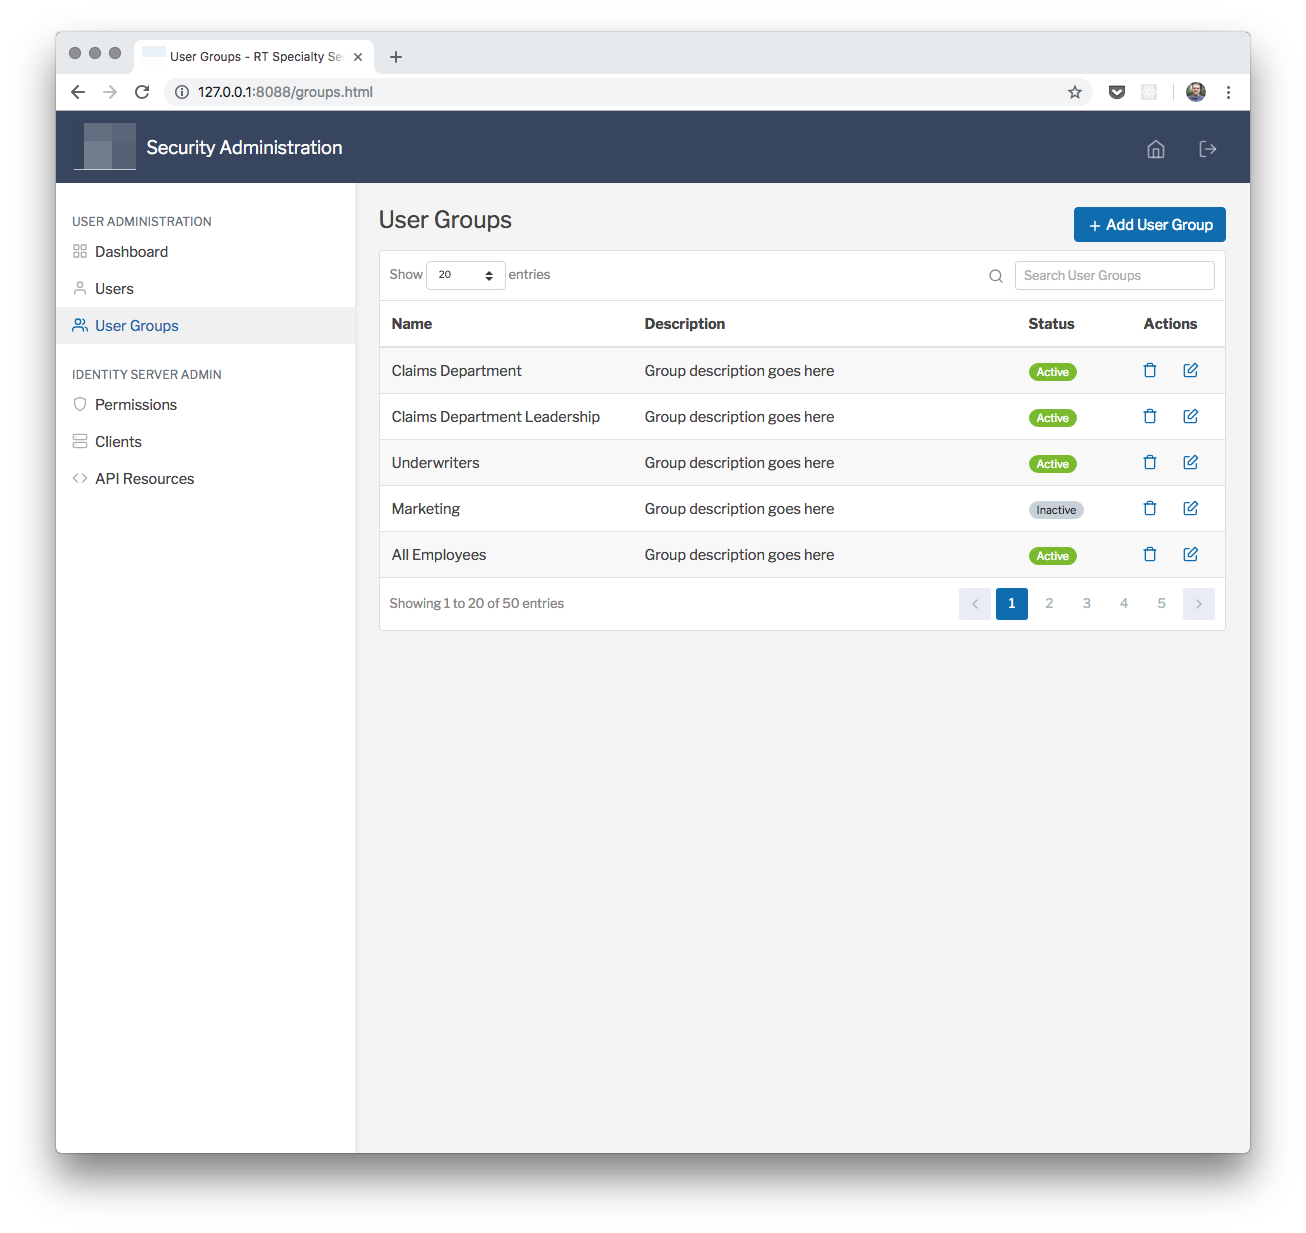 User Groups - RT Specialty Se
127.0.0.1:8088/groups.html
Security Administration
USER ADMINISTRATION
Dashboard
Users
User Groups
IDENTITY SERVER ADMIN
Permissions
Clients
API Resources
User Groups
+ Add User Group
Show 20 entries
Search User Groups
Name Description Status Actions
Claims Department Group description goes here Active
Claims Department Leadership Group description goes here Active
Underwriters Group description goes here Active
Marketing Group description goes here Inactive
All Employees Group description goes here Active
Showing 1 to 20 of 50 entries
< 1 2 3 4 5 >